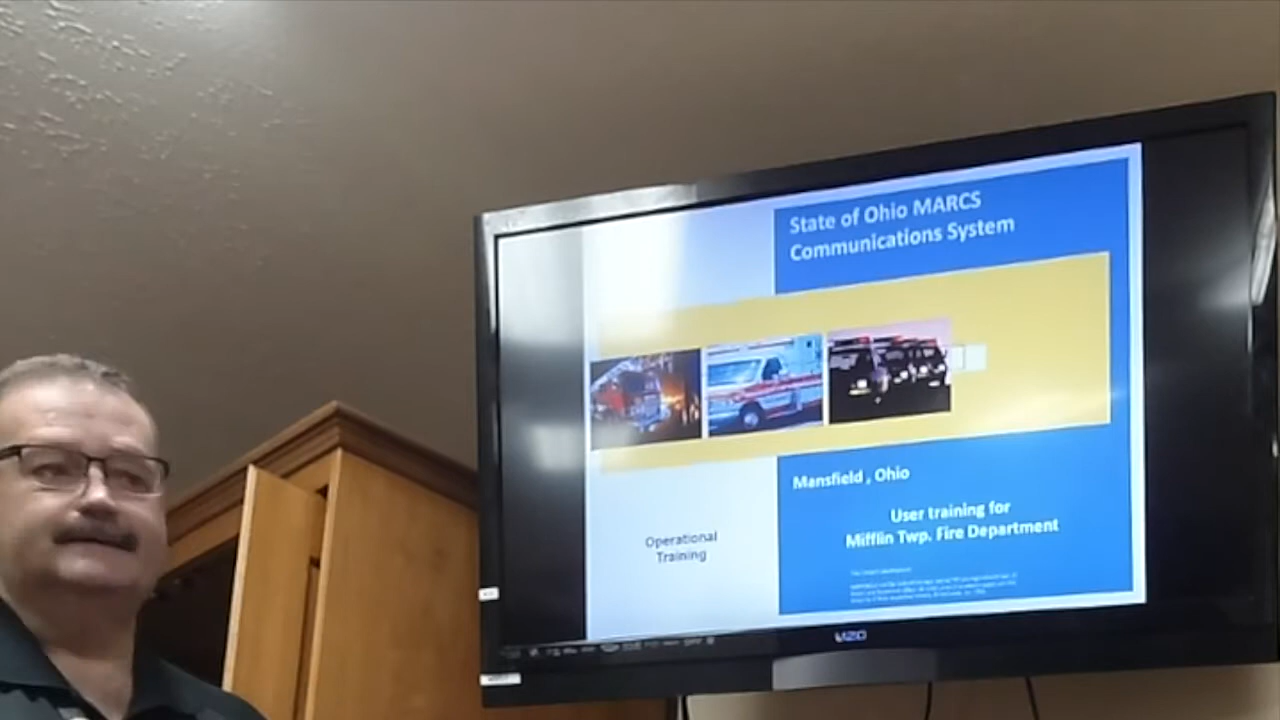 State of Ohio MARCS
Communications System
Mansfield , Ohio
User training for
Mifflin Twp. Fire Department
Operational
Training
VIZIO